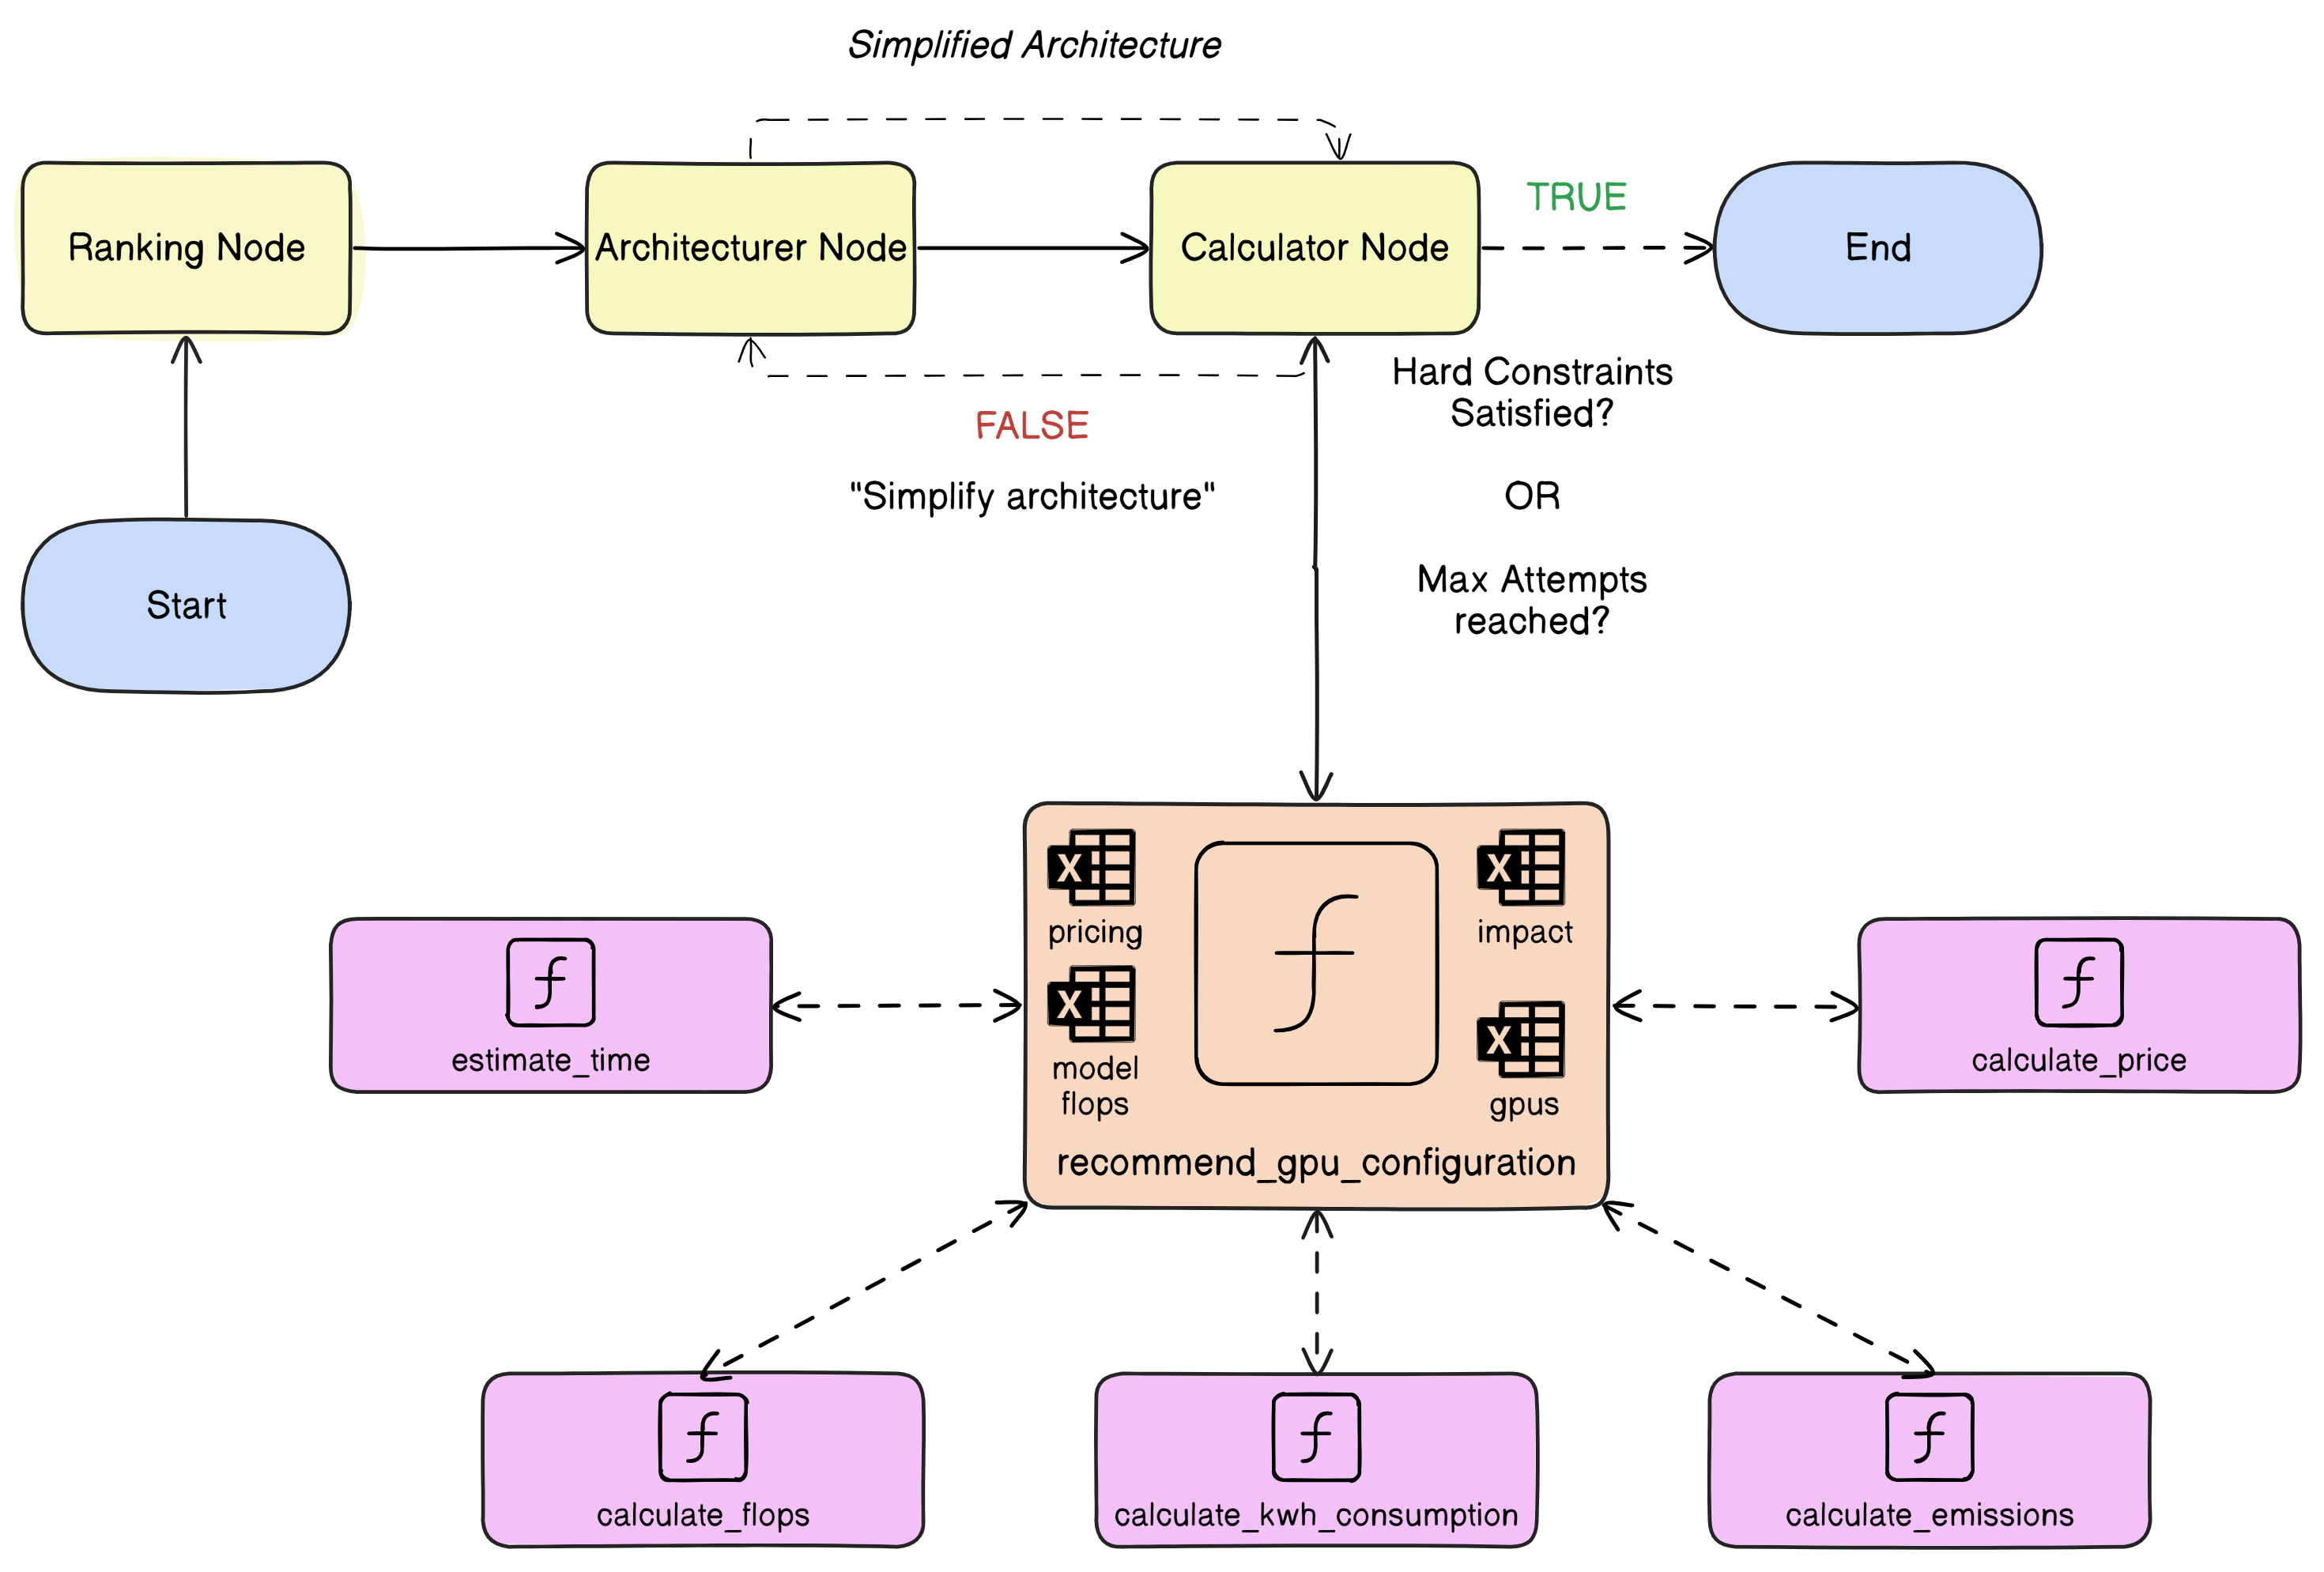 Simplified Architecture
Ranking Node
Architecturer Node
Calculator Node
TRUE
End
Hard Constraints
Satisfied?
OR
Max Attempts
reached?
FALSE
"Simplify architecture"
Start
X
pricing
X
impact
X
model
flops
X
gpus
f
recommend_gpu_configuration
f
estimate_time
f
calculate_price
f
calculate_flops
f
calculate_kwh_consumption
f
calculate_emissions